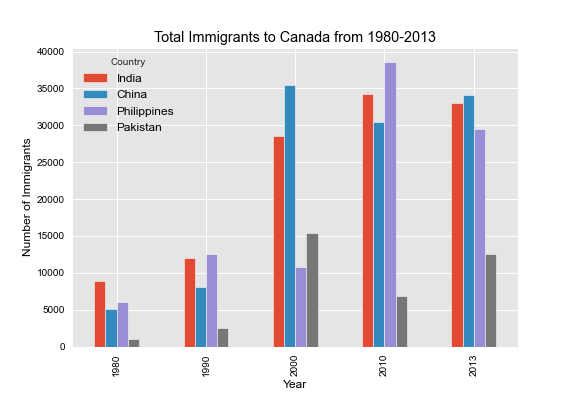 Total Immigrants to Canada from 1980-2013
Country
India
China
Philippines
Pakistan
Number of Immigrants
40000
35000
30000
25000
20000
15000
10000
5000
0
1980
1990
2000
2010
2013
Year